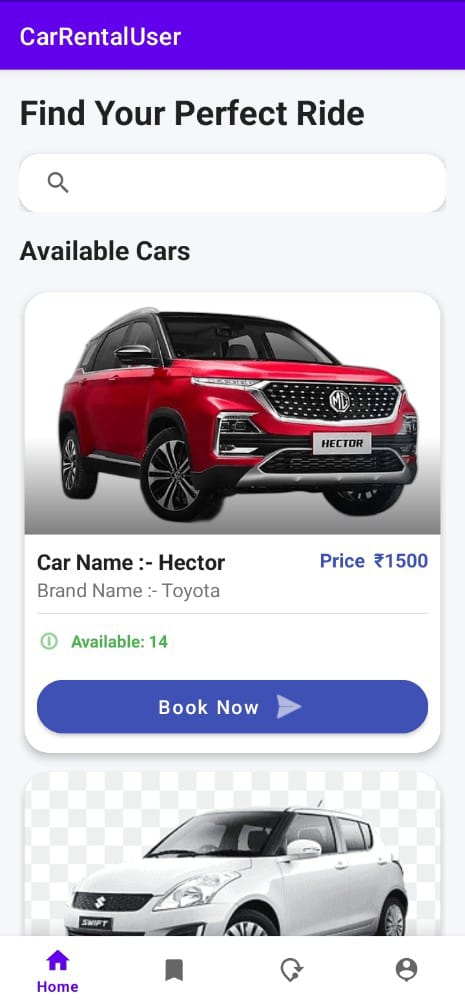 CarRentalUser
Find Your Perfect Ride
Available Cars
MG
HECTOR
Car Name :- Hector
Price ₹1500
Brand Name :- Toyota
Available: 14
Book Now
SWIFT
Home